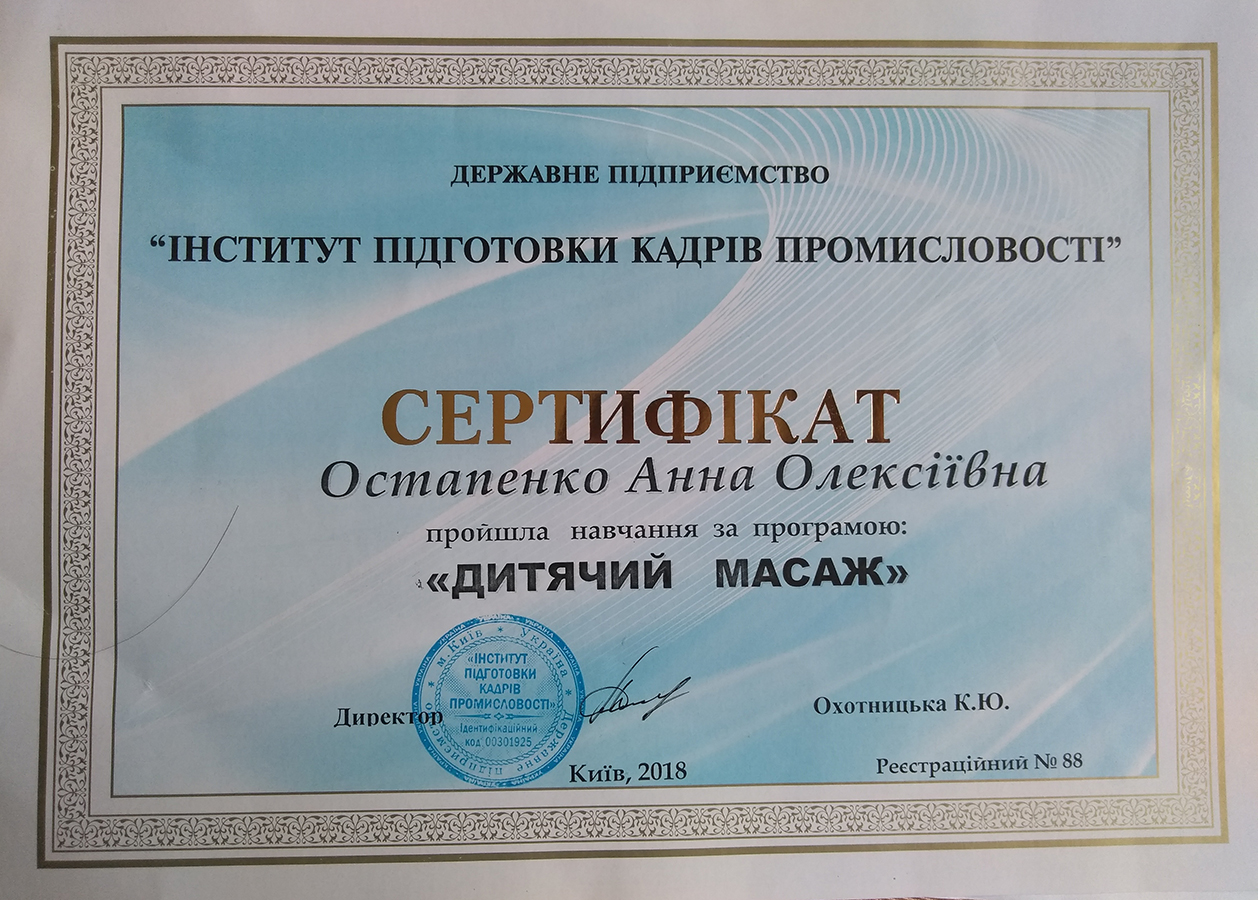 ДЕРЖАВНЕ ПІДПРИЄМСТВО
“ІНСТИТУТ ПІДГОТОВКИ КАДРІВ ПРОМИСЛОВОСТІ”
СЕРТИФІКАТ
Остапенко Анна Олексіївна
пройшла навчання за програмою:
«ДИТЯЧИЙ МАСАЖ»
м. Київ * Україна * Державне підприємство
«ІНСТИТУТ
ПІДГОТОВКИ
КАДРІВ
ПРОМИСЛОВОСТІ»
Ідентифікаційний
код 00301925
Директор
Охотницька К.Ю.
Київ, 2018
Реєстраційний № 88